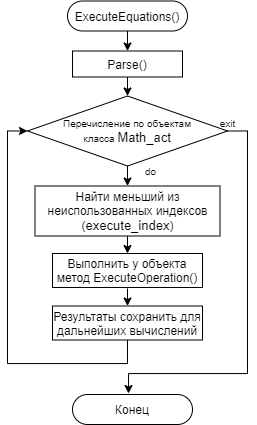 ExecuteEquations()
Parse()
Перечисление по объектам
класса Math_act
exit
do
Найти меньший из
неиспользованных индексов
(execute_index)
Выполнить у объекта
метод ExecuteOperation()
Результаты сохранить для
дальнейших вычислений
Конец